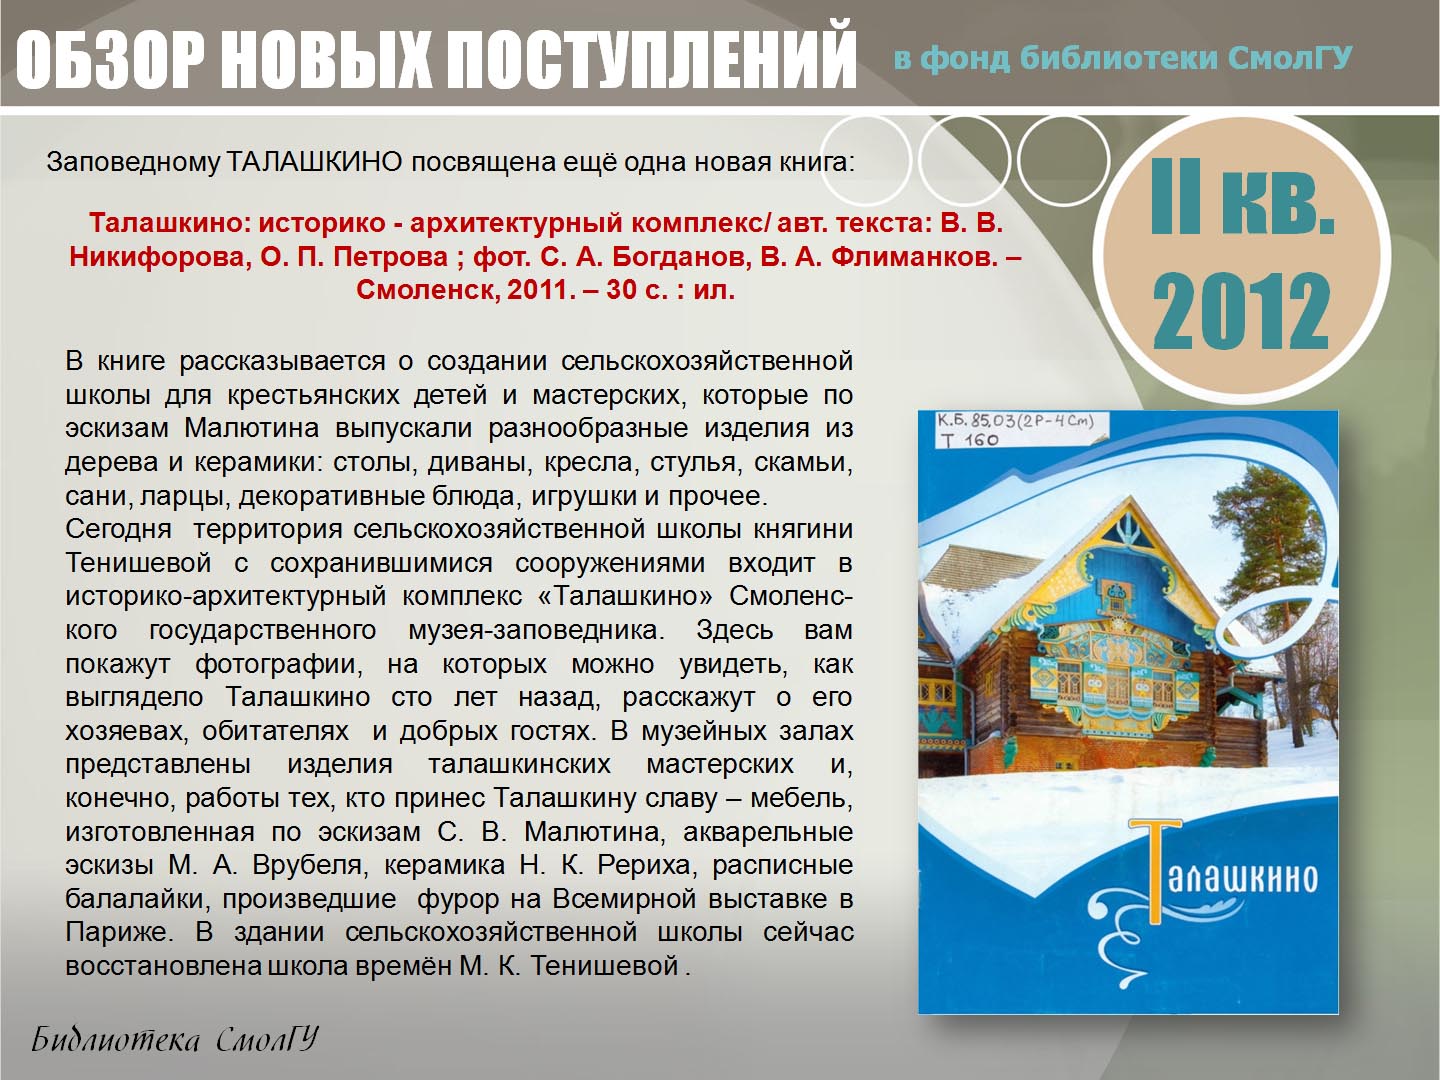 ОБЗОР НОВЫХ ПОСТУПЛЕНИЙ в фонд библиотеки СмолГУ
II кв.
2012
Заповедному ТАЛАШКИНО посвящена ещё одна новая книга:
Талашкино: историко - архитектурный комплекс/ авт. текста: В. В.
Никифорова, О. П. Петрова ; фот. С. А. Богданов, В. А. Флиманков. –
Смоленск, 2011. – 30 с. : ил.
В книге рассказывается о создании сельскохозяйственной
школы для крестьянских детей и мастерских, которые по
эскизам Малютина выпускали разнообразные изделия из
дерева и керамики: столы, диваны, кресла, стулья, скамьи,
сани, ларцы, декоративные блюда, игрушки и прочее.
Сегодня территория сельскохозяйственной школы княгини
Тенишевой с сохранившимися сооружениями входит в
историко-архитектурный комплекс «Талашкино» Смоленс-
кого государственного музея-заповедника. Здесь вам
покажут фотографии, на которых можно увидеть, как
выглядело Талашкино сто лет назад, расскажут о его
хозяевах, обитателях и добрых гостях. В музейных залах
представлены изделия талашкинских мастерских и,
конечно, работы тех, кто принес Талашкину славу – мебель,
изготовленная по эскизам С. В. Малютина, акварельные
эскизы М. А. Врубеля, керамика Н. К. Рериха, расписные
балалайки, произведшие фурор на Всемирной выставке в
Париже. В здании сельскохозяйственной школы сейчас
восстановлена школа времён М. К. Тенишевой .
К.Б. 85.03(2Р-4См)
Т 160
Талашкино
Библиотека СмолГУ